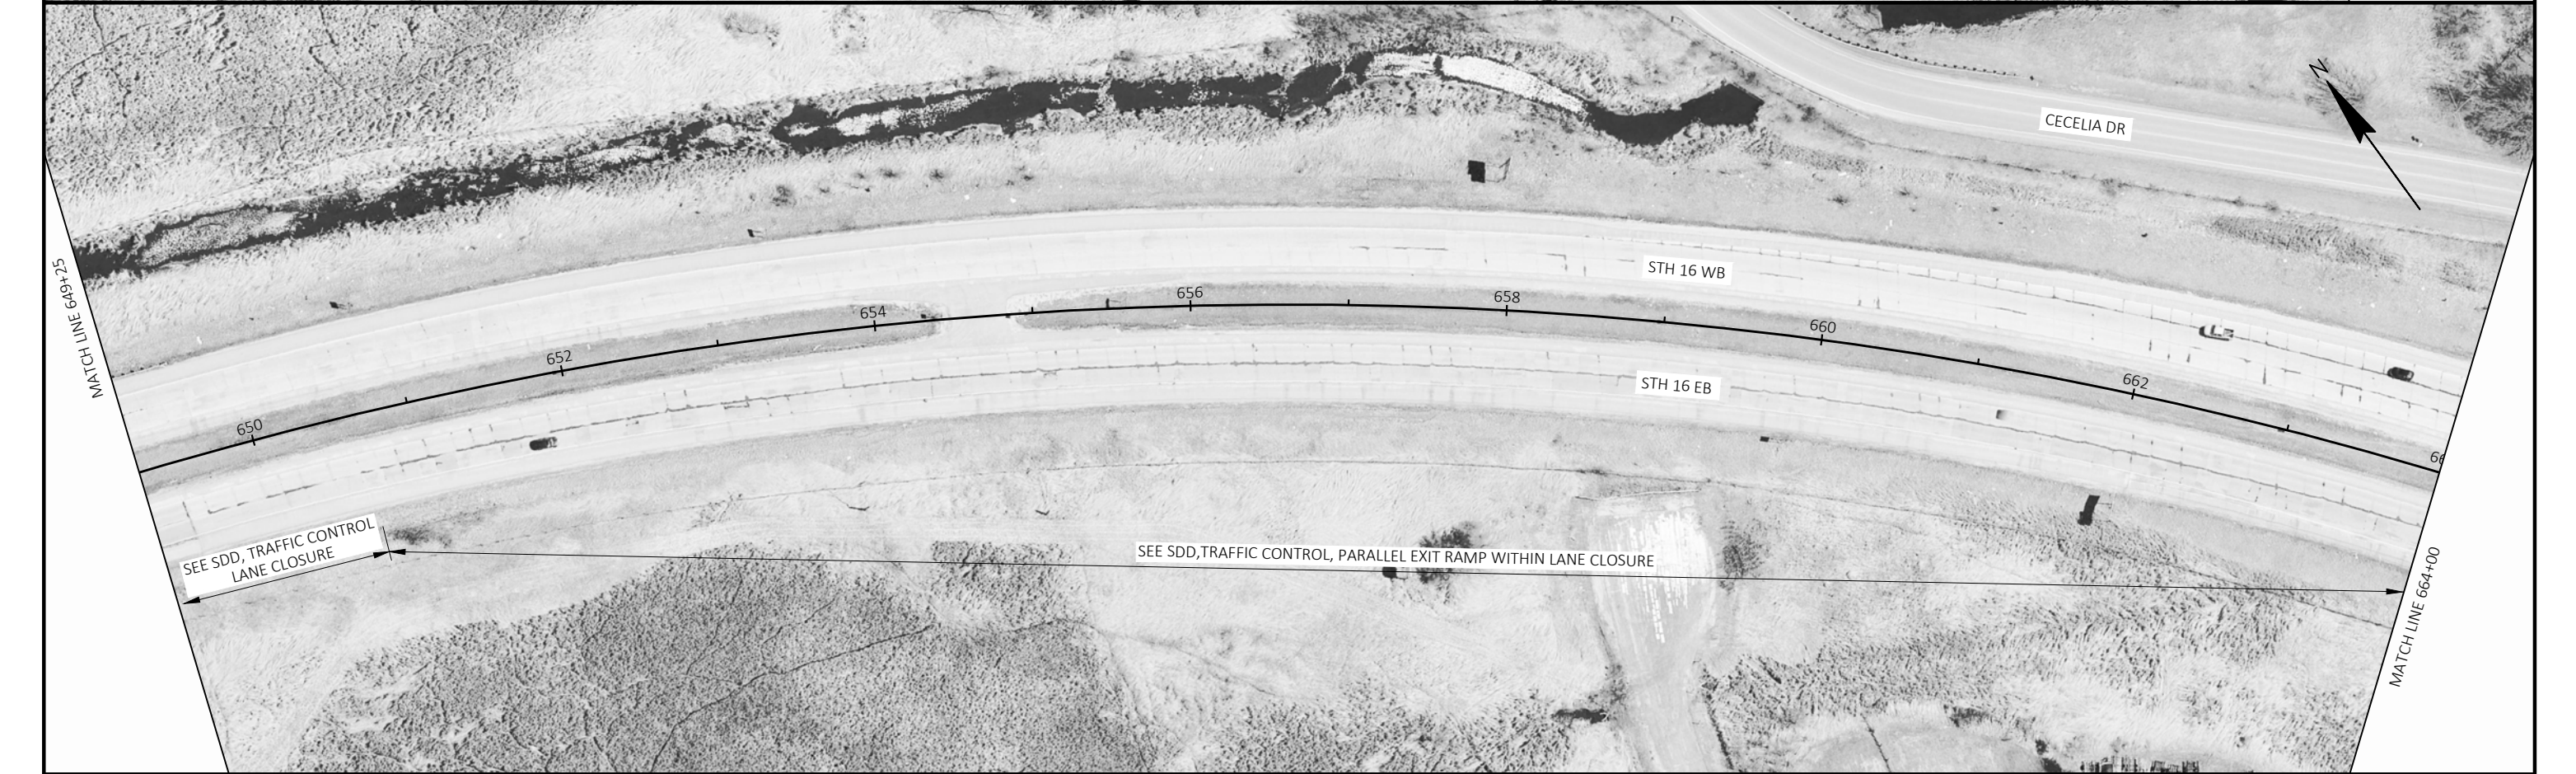 N
CECELIA DR
MATCH LINE 649+25
STH 16 WB
650
652
654
656
658
660
662
66
STH 16 EB
SEE SDD, TRAFFIC CONTROL
LANE CLOSURE
SEE SDD,TRAFFIC CONTROL, PARALLEL EXIT RAMP WITHIN LANE CLOSURE
MATCH LINE 664+00